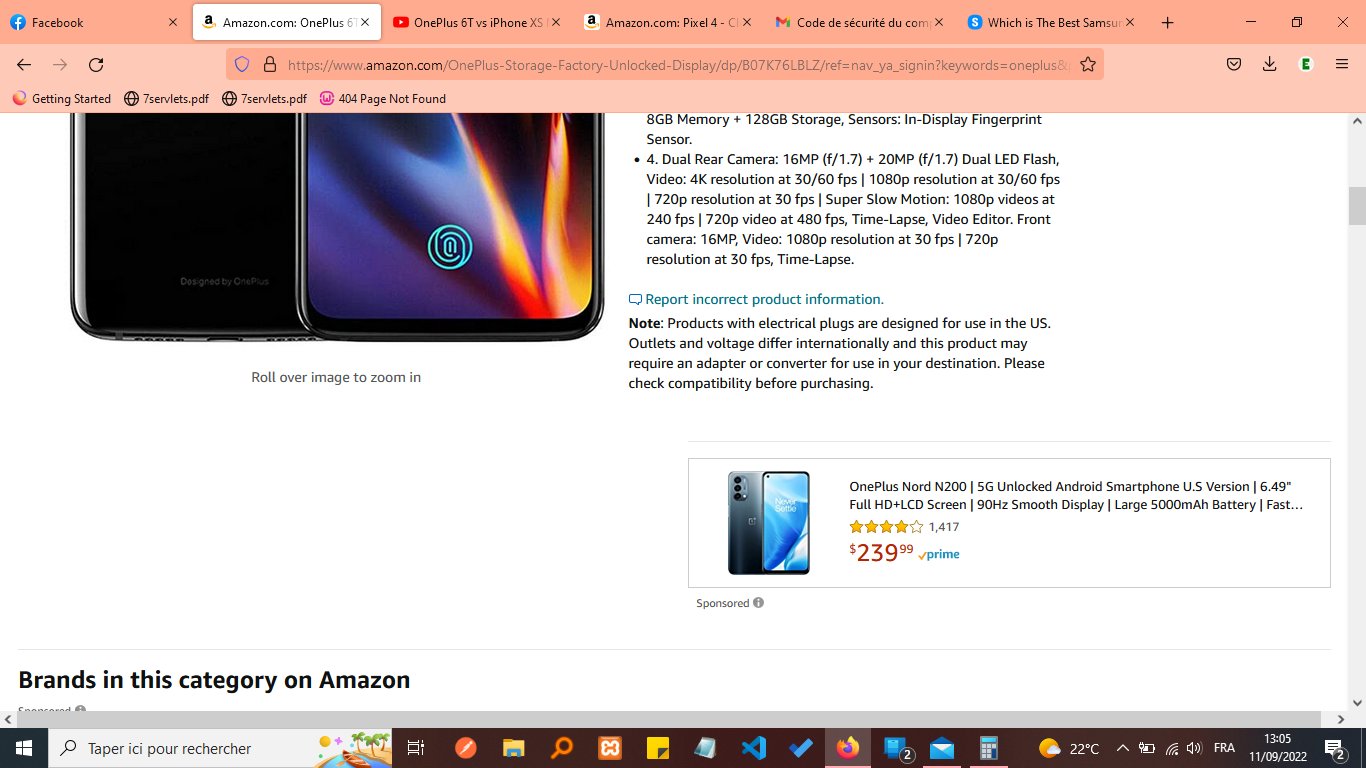 Facebook
Amazon.com: OnePlus 6T
OnePlus 6T vs iPhone XS
Amazon.com: Pixel 4 - Cl
Code de sécurité du com
Which is The Best Samsu
https://www.amazon.com/OnePlus-Storage-Factory-Unlocked-Display/dp/B07K76LBLZ/ref=nav_ya_signin?keywords=oneplus&
Getting Started
7servlets.pdf
7servlets.pdf
404 Page Not Found
8GB Memory + 128GB Storage, Sensors: In-Display Fingerprint
Sensor.
• 4. Dual Rear Camera: 16MP (f/1.7) + 20MP (f/1.7) Dual LED Flash,
Video: 4K resolution at 30/60 fps | 1080p resolution at 30/60 fps
| 720p resolution at 30 fps | Super Slow Motion: 1080p videos at
240 fps | 720p video at 480 fps, Time-Lapse, Video Editor. Front
camera: 16MP, Video: 1080p resolution at 30 fps | 720p
resolution at 30 fps, Time-Lapse.
Designed by OnePlus
Report incorrect product information.
Note: Products with electrical plugs are designed for use in the US.
Outlets and voltage differ internationally and this product may
require an adapter or converter for use in your destination. Please
check compatibility before purchasing.
Roll over image to zoom in
Never
Settle
OnePlus Nord N200 | 5G Unlocked Android Smartphone U.S Version | 6.49"
Full HD+LCD Screen | 90Hz Smooth Display | Large 5000mAh Battery | Fast…
1,417
$239.99 prime
Sponsored
Brands in this category on Amazon
Sponsored
Taper ici pour rechercher
2
22°C
FRA
13:05
11/09/2022
2